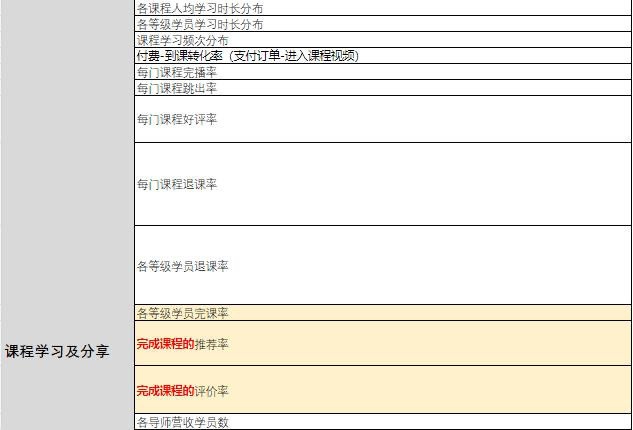 各课程人均学习时长分布
各等级学员学习时长分布
课程学习频次分布
付费-到课转化率（支付订单-进入课程视频）
每门课程完播率
每门课程跳出率
每门课程好评率
每门课程退课率
各等级学员退课率
各等级学员完课率
课程学习及分享
完成课程的推荐率
完成课程的评价率
各导师营收学员数